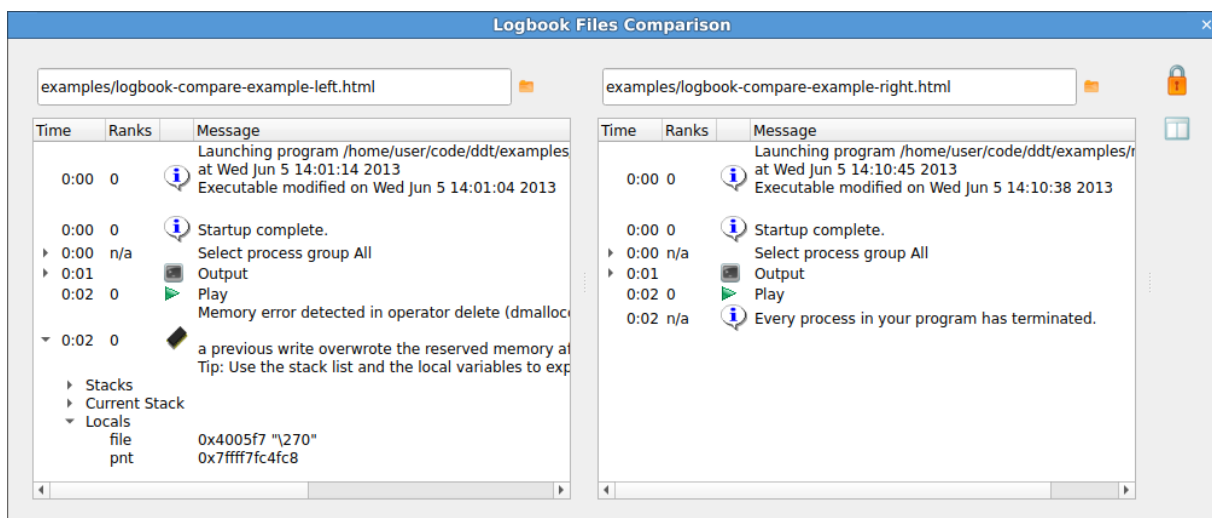 Logbook Files Comparison
examples/logbook-compare-example-left.html
Time Ranks Message
Launching program /home/user/code/ddt/examples
0:00 0 at Wed Jun 5 14:01:14 2013
Executable modified on Wed Jun 5 14:01:04 2013
0:00 0 Startup complete.
0:00 n/a Select process group All
0:01 Output
0:02 0 Play
Memory error detected in operator delete (dmalloc
0:02 0
a previous write overwrote the reserved memory
Tip: Use the stack list and the local variables to
Stacks
Current Stack
Locals
file 0x4005f7 "\270"
pnt 0x7ffff7fc4fc8
examples/logbook-compare-example-right.html
Time Ranks Message
Launching program /home/user/code/ddt/examples/
0:00 0 at Wed Jun 5 14:10:45 2013
Executable modified on Wed Jun 5 14:10:38 2013
0:00 0 Startup complete.
0:00 n/a Select process group All
0:01 Output
0:02 0 Play
0:02 n/a Every process in your program has terminated.